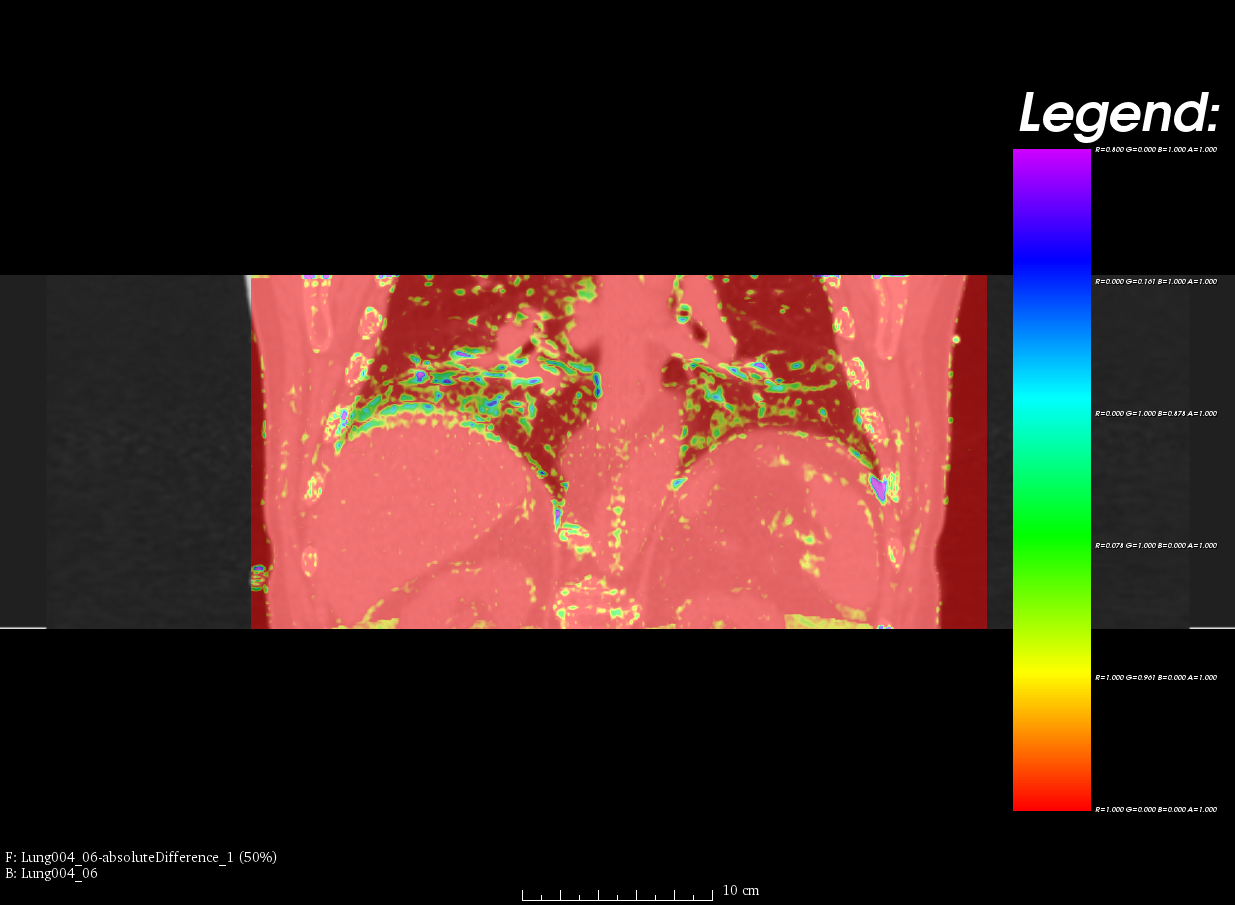 Legend:
R=0.800 G=0.000 B=1.000 A=1.000
R=0.000 G=0.161 B=1.000 A=1.000
R=0.000 G=1.000 B=0.878 A=1.000
R=0.078 G=1.000 B=0.000 A=1.000
R=1.000 G=0.961 B=0.000 A=1.000
R=1.000 G=0.000 B=0.000 A=1.000
F: Lung004_06-absoluteDifference_1 (50%)
B: Lung004_06
10 cm